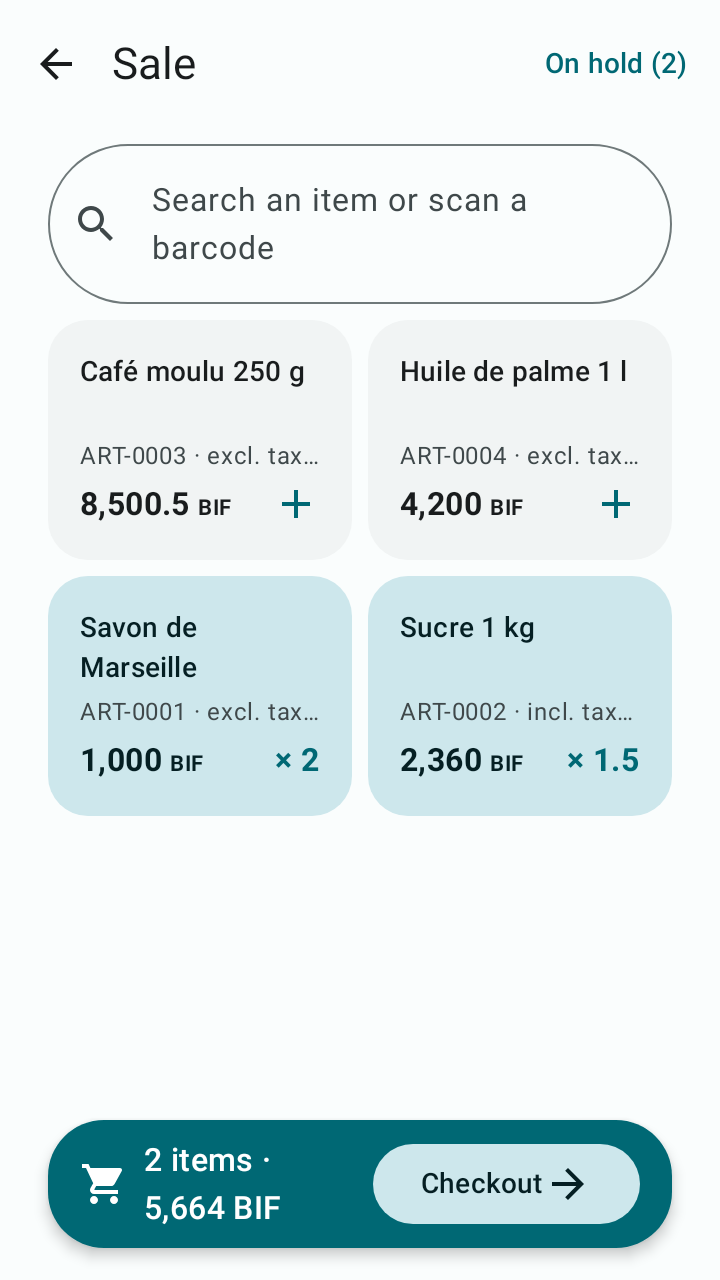 Sale
On hold (2)
Search an item or scan a
barcode
Café moulu 250 g
ART-0003 · excl. tax…
8,500.5 BIF
Huile de palme 1 l
ART-0004 · excl. tax…
4,200 BIF
Savon de
Marseille
ART-0001 · excl. tax…
1,000 BIF × 2
Sucre 1 kg
ART-0002 · incl. tax…
2,360 BIF × 1.5
2 items ·
5,664 BIF
Checkout